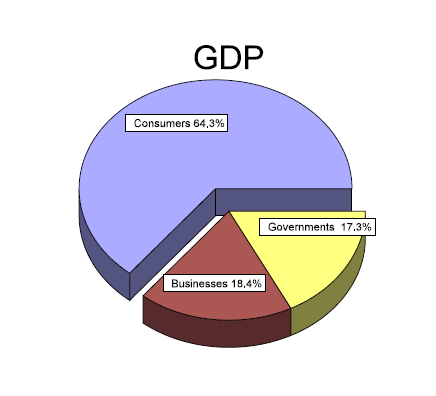 GDP
Consumers 64,3%
Governments 17.3%
Businesses 18,4%